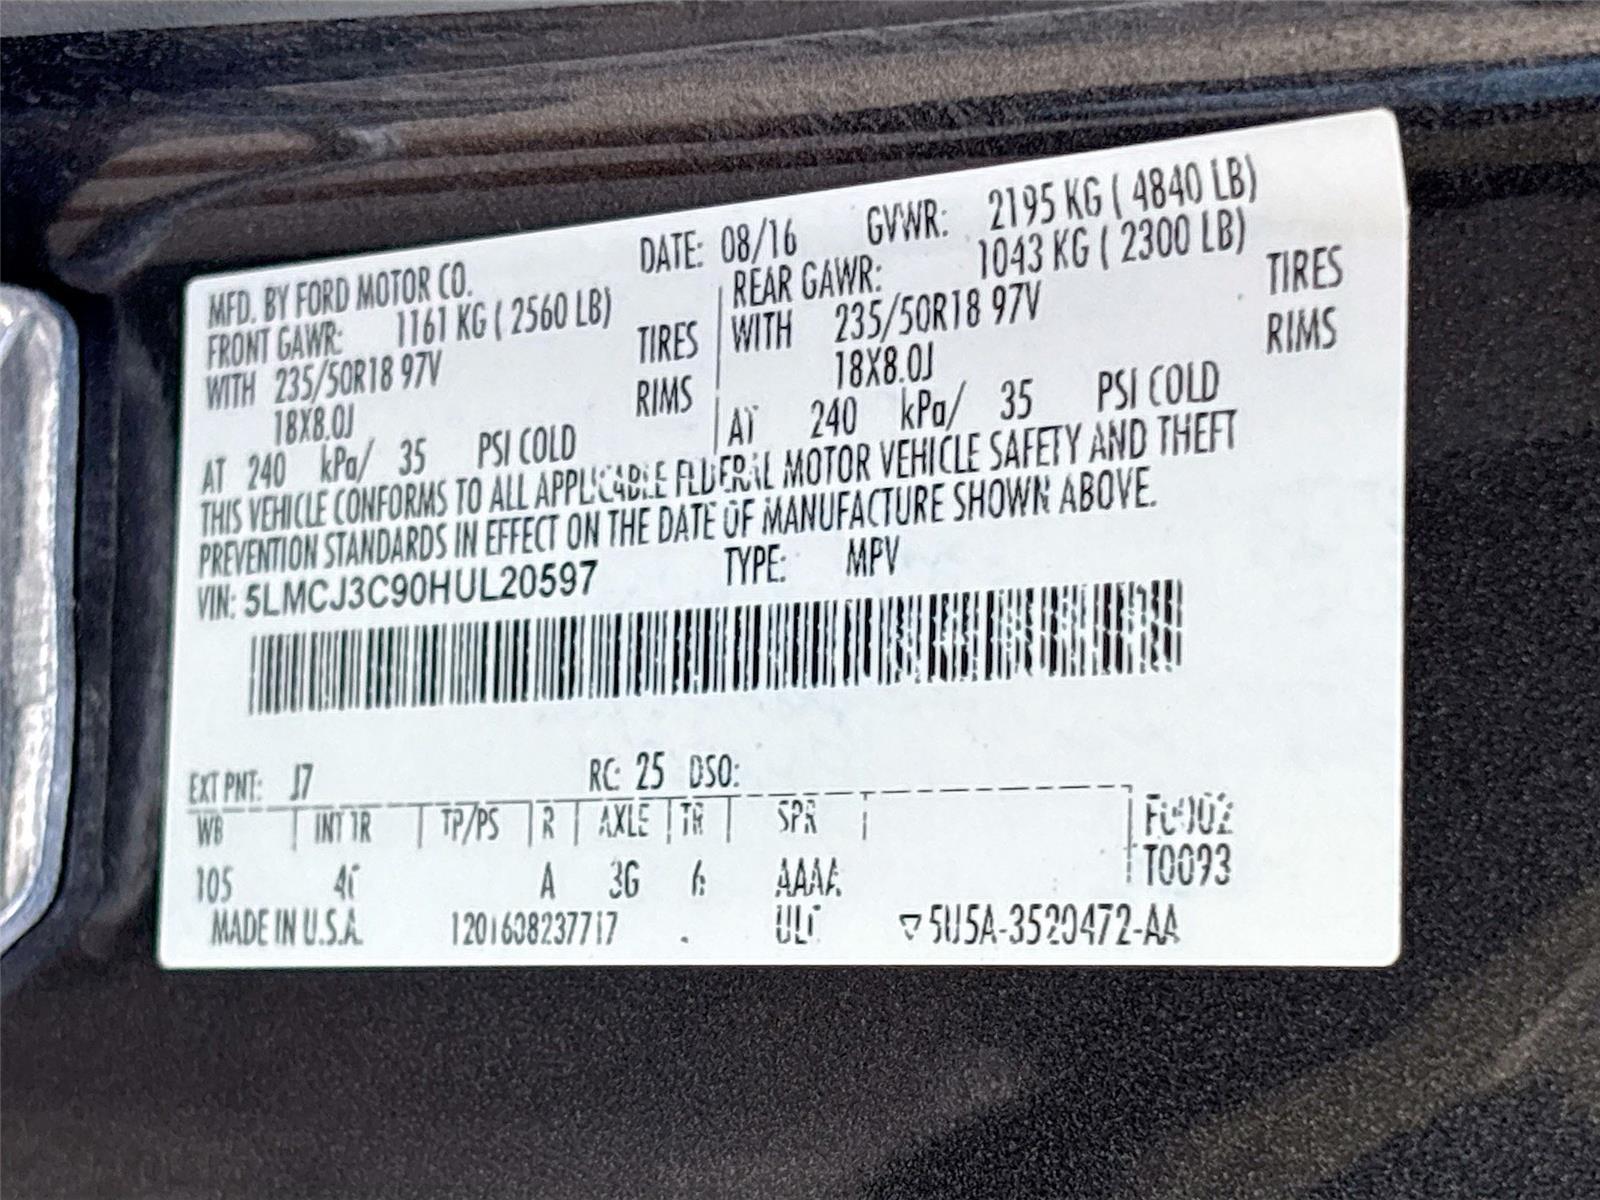 MFD. BY FORD MOTOR CO. DATE: 08/16 GVWR: 2195 KG ( 4840 LB)
FRONT GAWR: 1161 KG ( 2560 LB) REAR GAWR: 1043 KG ( 2300 LB)
WITH 235/50R18 97V TIRES WITH 235/50R18 97V TIRES
18X8.0J RIMS 18X8.0J RIMS
AT 240 kPa/ 35 PSI COLD AT 240 kPa/ 35 PSI COLD
THIS VEHICLE CONFORMS TO ALL APPLICABLE FEDERAL MOTOR VEHICLE SAFETY AND THEFT
PREVENTION STANDARDS IN EFFECT ON THE DATE OF MANUFACTURE SHOWN ABOVE.
VIN: 5LMCJ3C90HUL20597 TYPE: MPV
EXT PNT: J7 RC: 25 DSO:
WB INT TR TP/PS R AXLE TR SPR
105 A 3G 6 AAAA T0093
MADE IN U.S.A. 1201608237717 ▽5U5A-3520472-AA